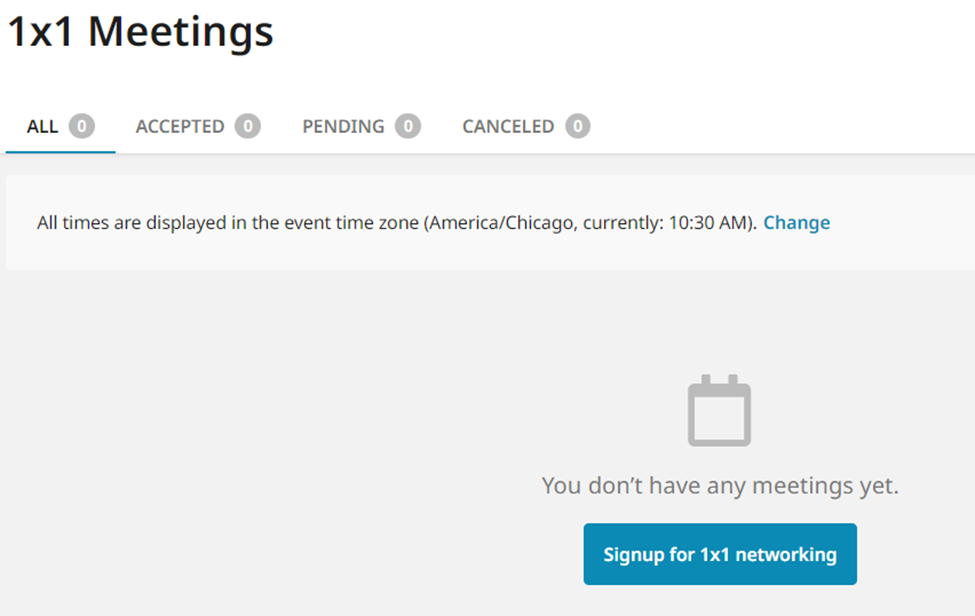 1x1 Meetings
ALL 0 ACCEPTED 0 PENDING 0 CANCELED 0
All times are displayed in the event time zone (America/Chicago, currently: 10:30 AM). Change
You don’t have any meetings yet.
Signup for 1x1 networking